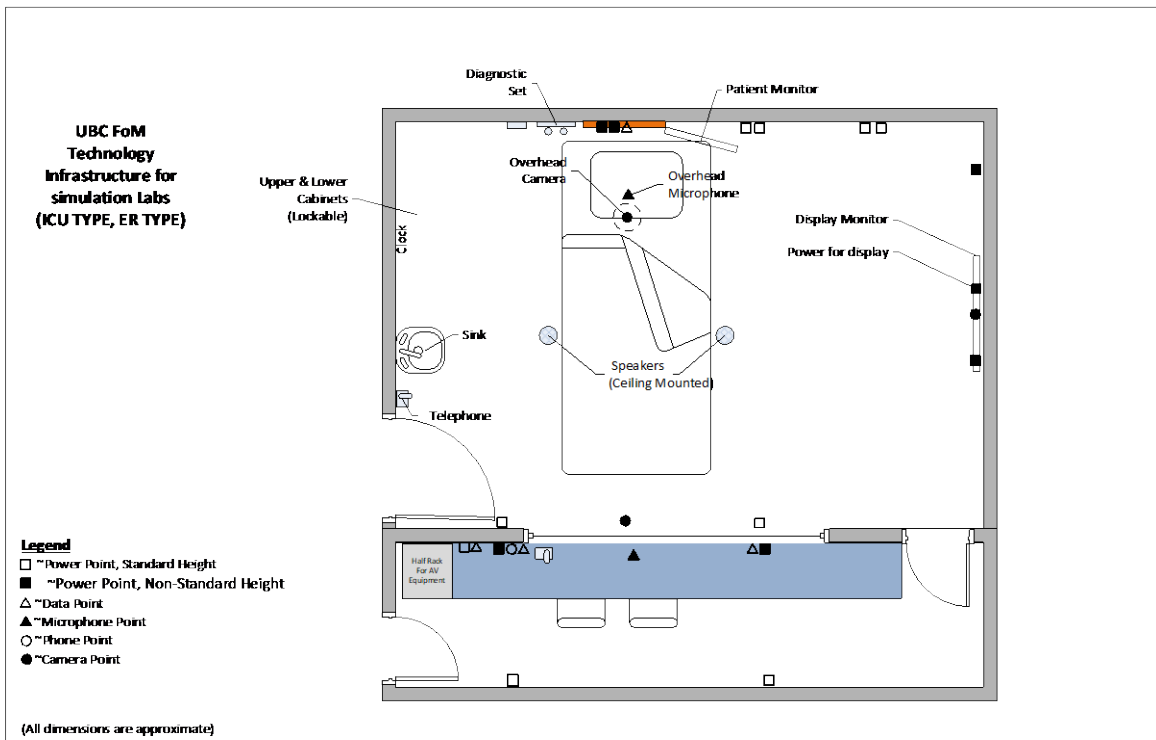 UBC FoM
Technology
Infrastructure for
simulation Labs
(ICU TYPE, ER TYPE)
Diagnostic
Set
Patient Monitor
Overhead
Camera
Overhead
Microphone
Upper & Lower
Cabinets
(Lockable)
Clock
Display Monitor
Power for display
Sink
Speakers
(Ceiling Mounted)
Telephone
Half Rack
For AV
Equipment
Legend
~Power Point, Standard Height
~Power Point, Non-Standard Height
~Data Point
~Microphone Point
~Phone Point
~Camera Point
(All dimensions are approximate)